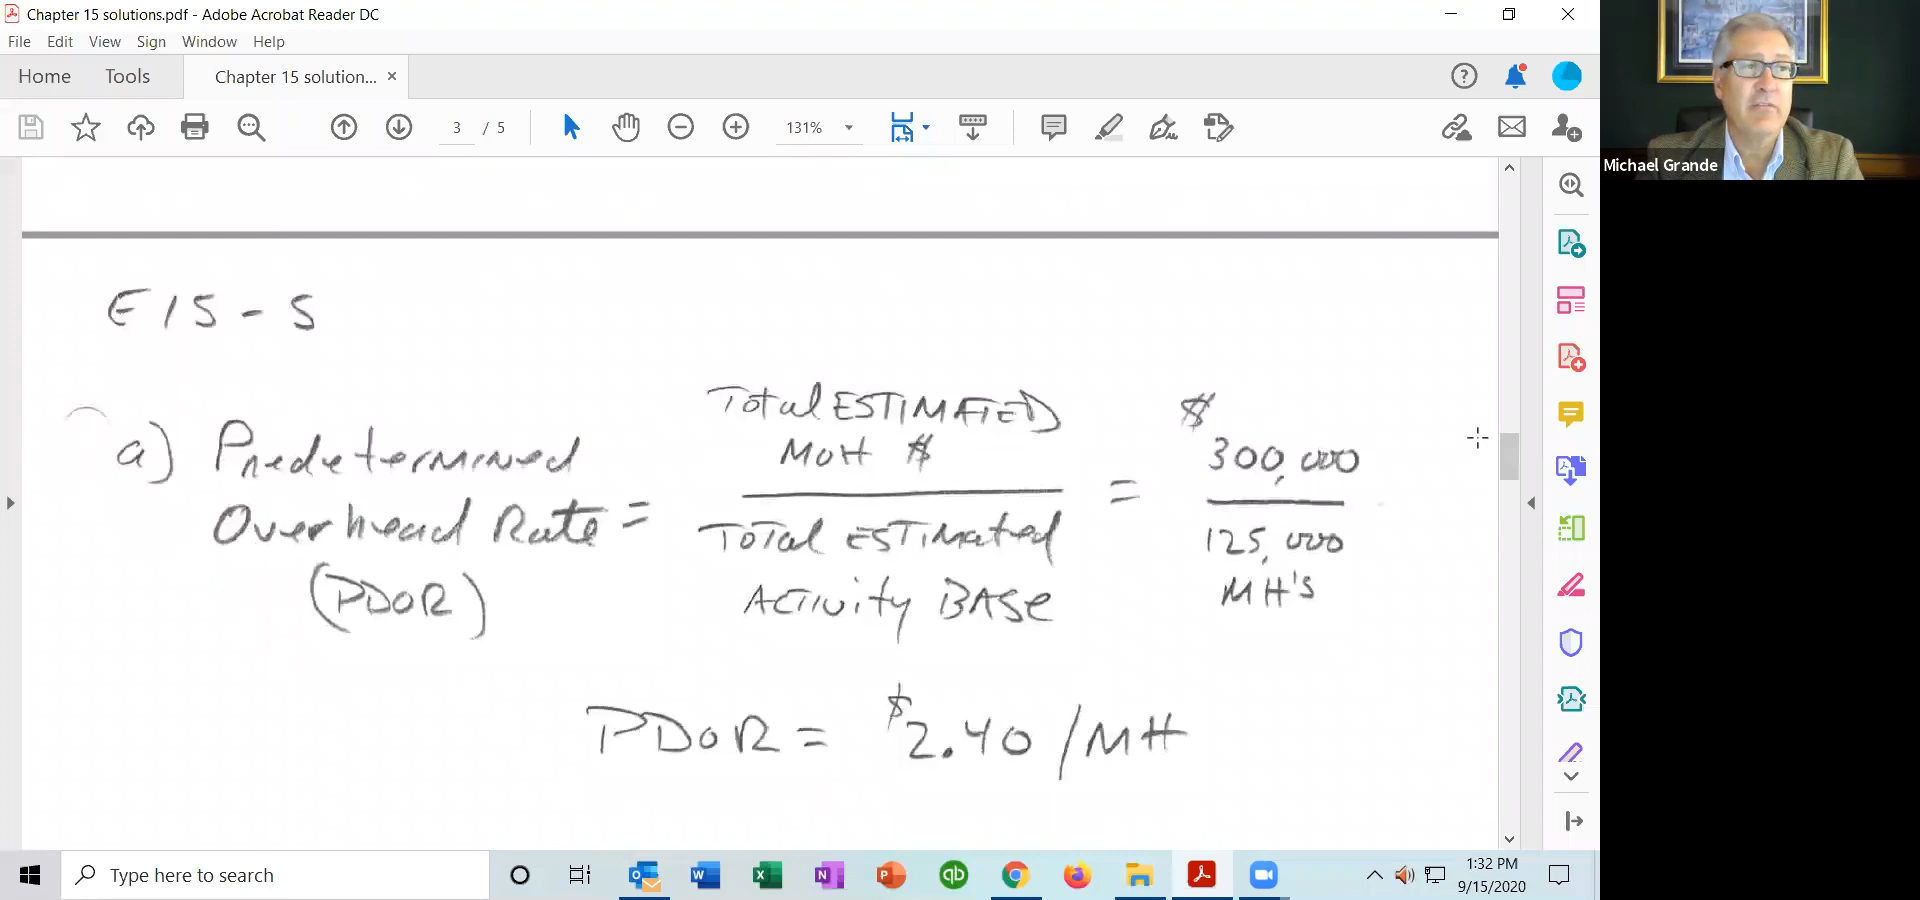 Chapter 15 solutions.pdf - Adobe Acrobat Reader DC
File Edit View Sign Window Help
Home Tools Chapter 15 solution... ×
3 / 5 131%
Michael Grande
E15-5
a) Predetermined
Overhead Rate =
(PDOR)
Total ESTIMATED
MOH $
Total ESTIMated
Activity BASe
=
$
300,000
125,000
MH's
PDOR = $2.40 / MH
Type here to search
1:32 PM
9/15/2020